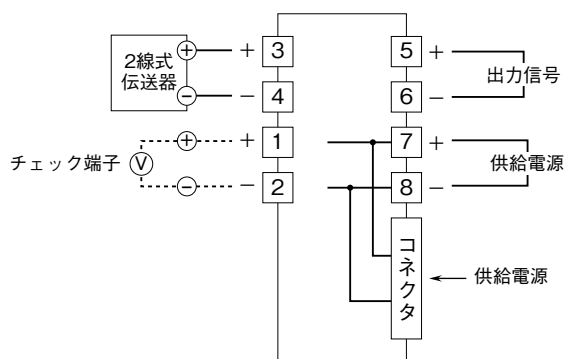 2線式
伝送器
+
−
+ 3
− 4
+ 1
− 2
チェック端子
V
+
−
5 +
6 −
出力信号
7 +
8 −
供給電源
コネクタ
供給電源